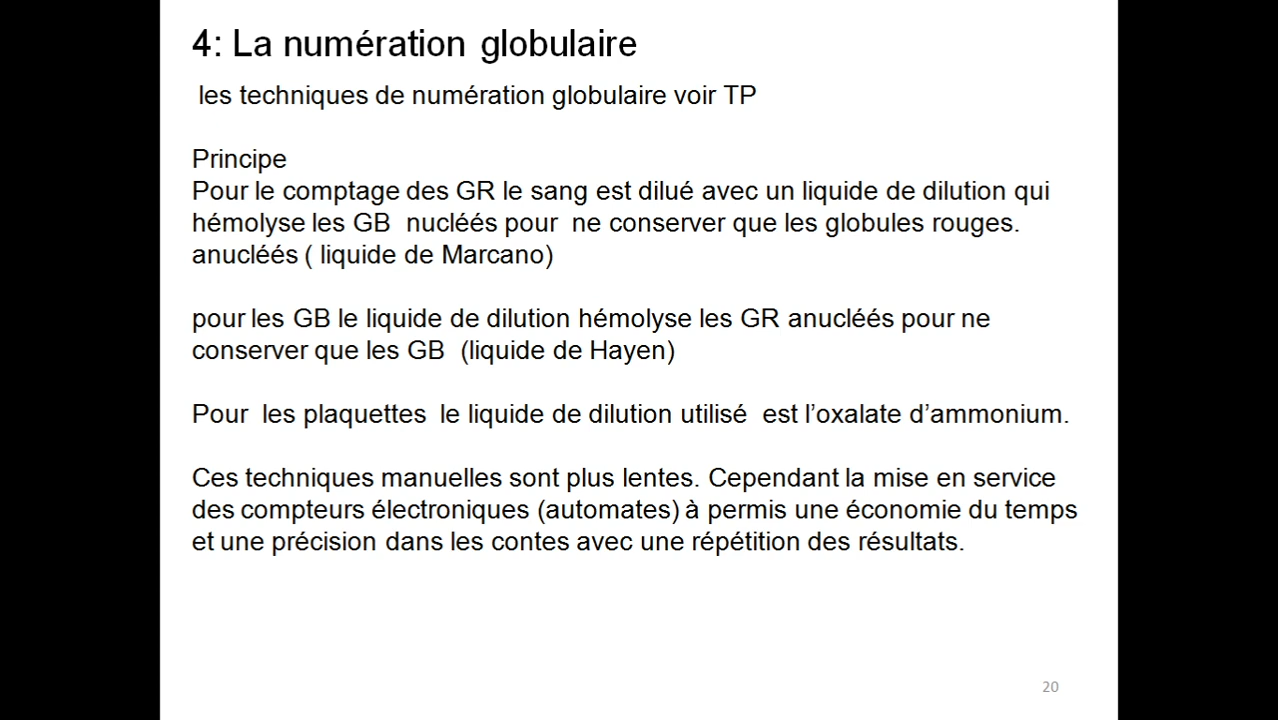 4: La numération globulaire
les techniques de numération globulaire voir TP
Principe
Pour le comptage des GR le sang est dilué avec un liquide de dilution qui
hémolyse les GB nucléés pour ne conserver que les globules rouges.
anucléés ( liquide de Marcano)
pour les GB le liquide de dilution hémolyse les GR anucléés pour ne
conserver que les GB (liquide de Hayen)
Pour les plaquettes le liquide de dilution utilisé est l’oxalate d’ammonium.
Ces techniques manuelles sont plus lentes. Cependant la mise en service
des compteurs électroniques (automates) à permis une économie du temps
et une précision dans les contes avec une répétition des résultats.
20